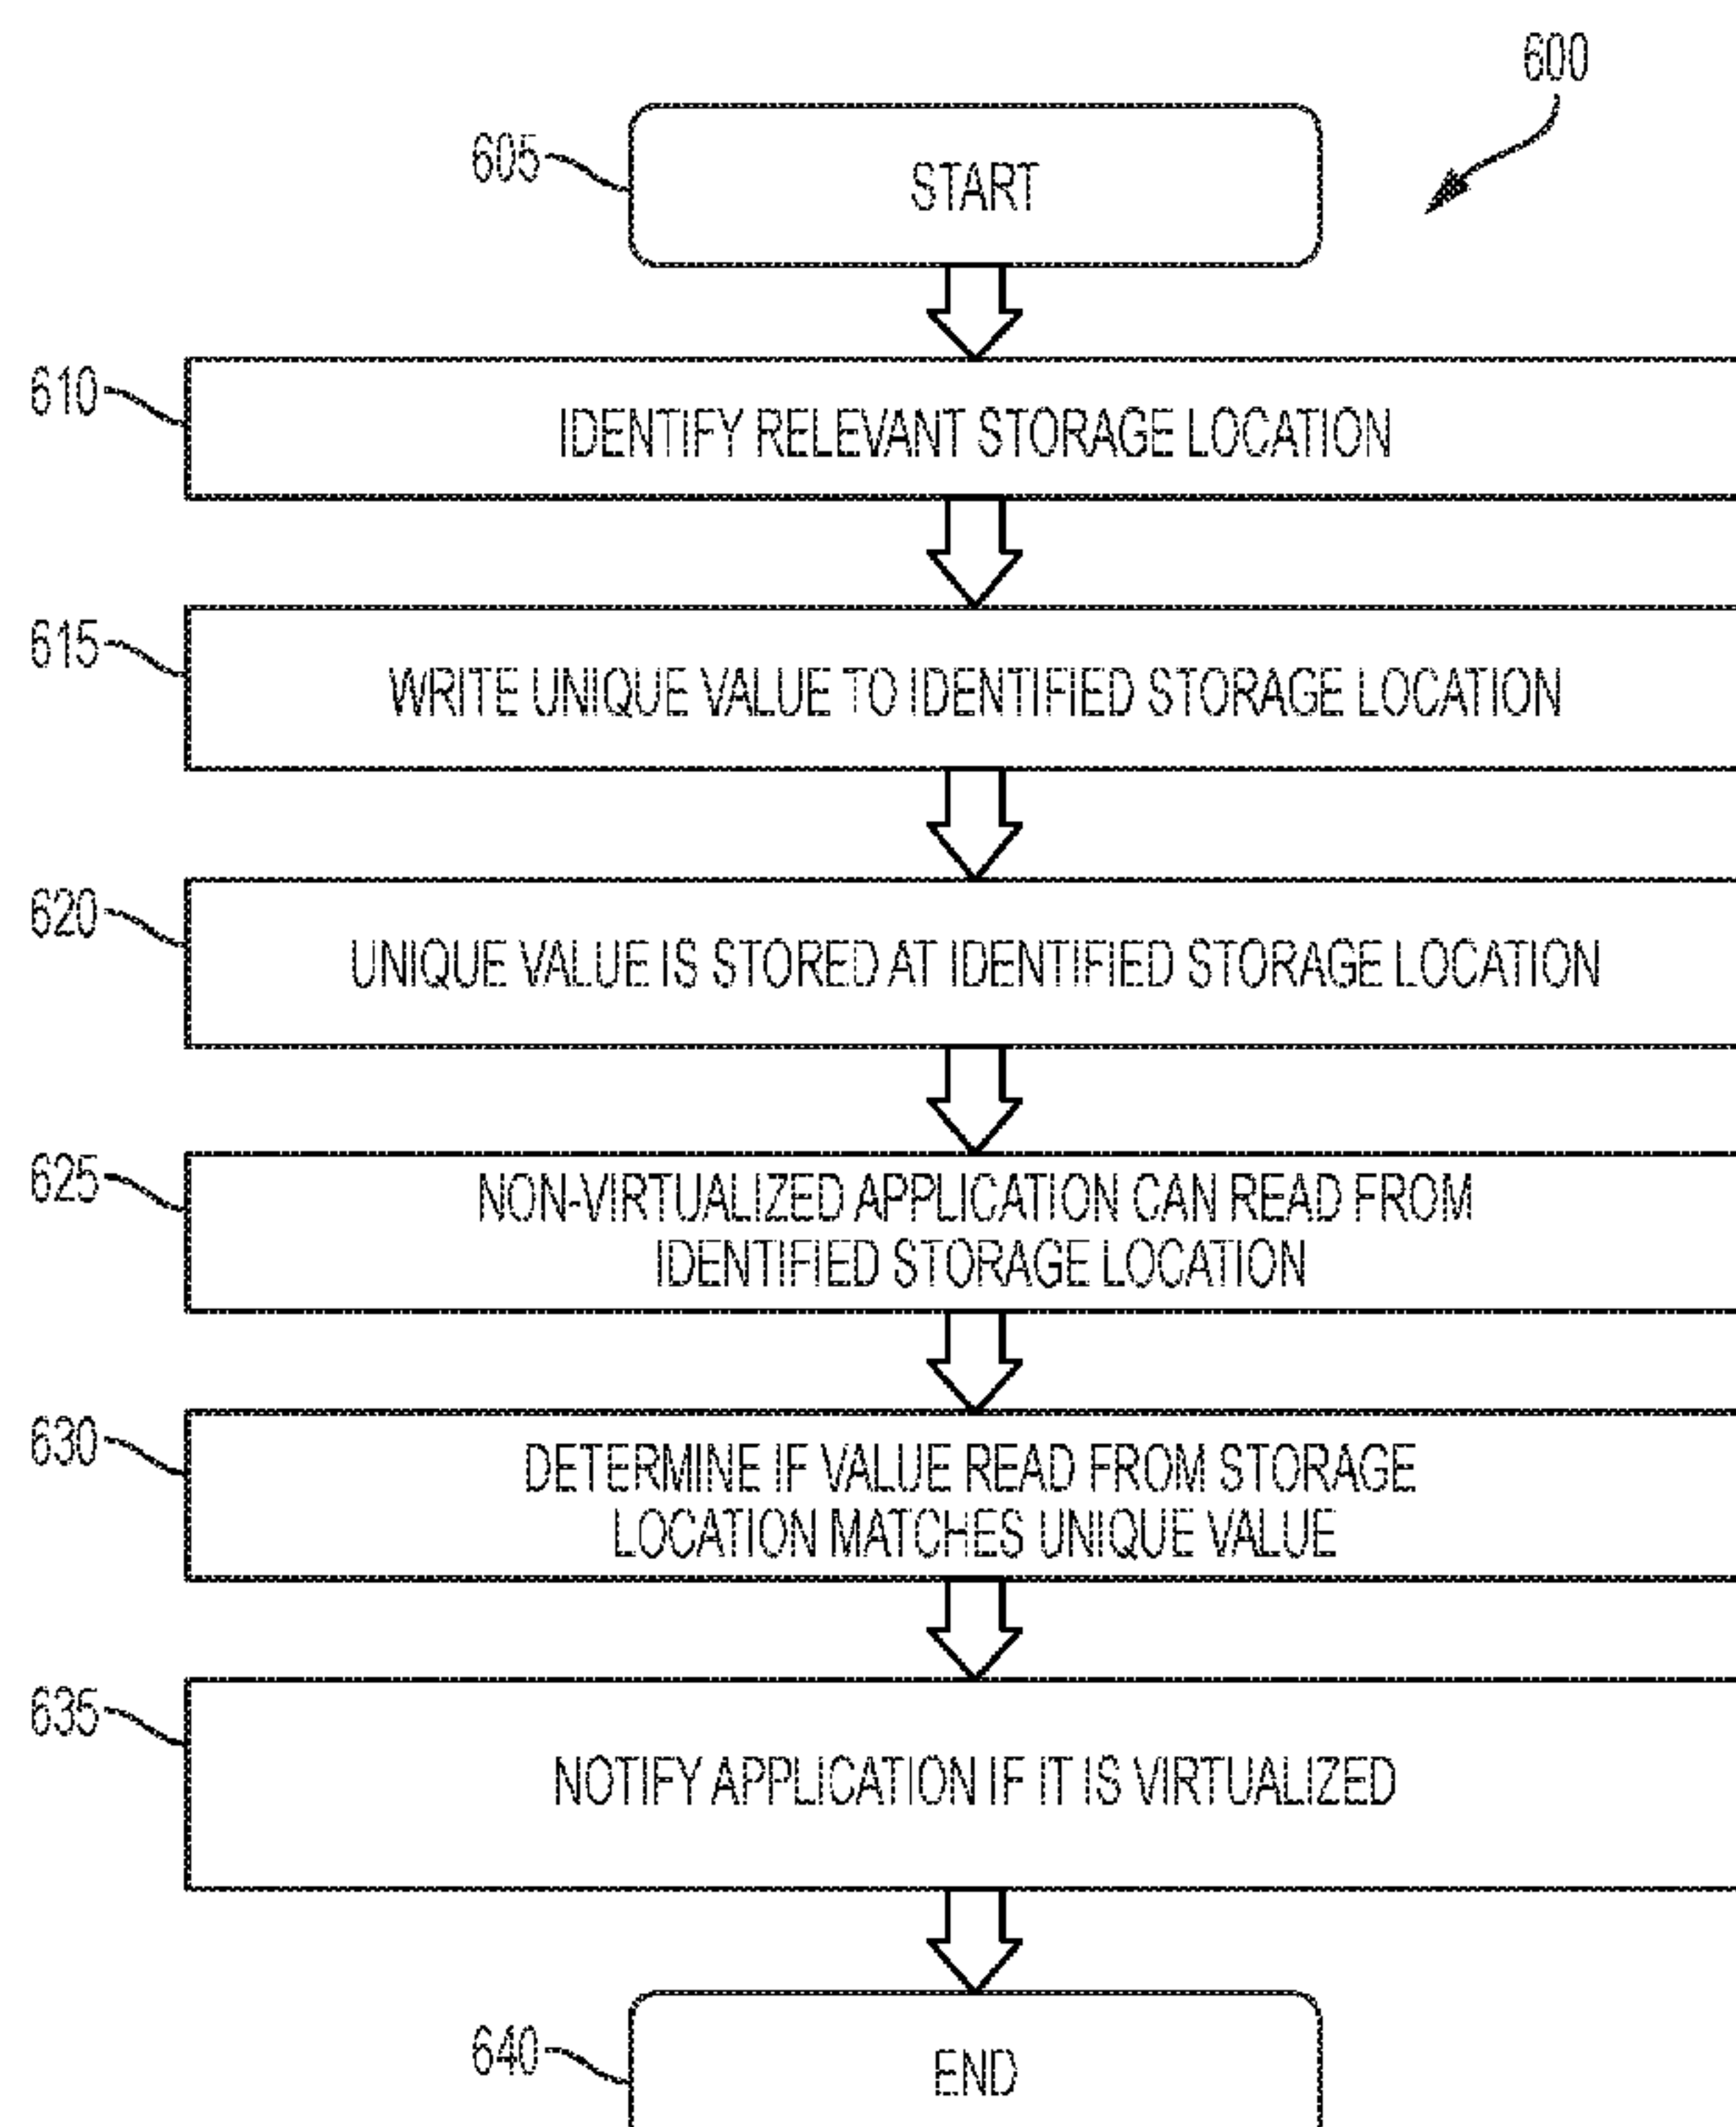 600
605
START
610
IDENTIFY RELEVANT STORAGE LOCATION
615
WRITE UNIQUE VALUE TO IDENTIFIED STORAGE LOCATION
620
UNIQUE VALUE IS STORED AT IDENTIFIED STORAGE LOCATION
625
NON-VIRTUALIZED APPLICATION CAN READ FROM
IDENTIFIED STORAGE LOCATION
630
DETERMINE IF VALUE READ FROM STORAGE
LOCATION MATCHES UNIQUE VALUE
635
NOTIFY APPLICATION IF IT IS VIRTUALIZED
640
END